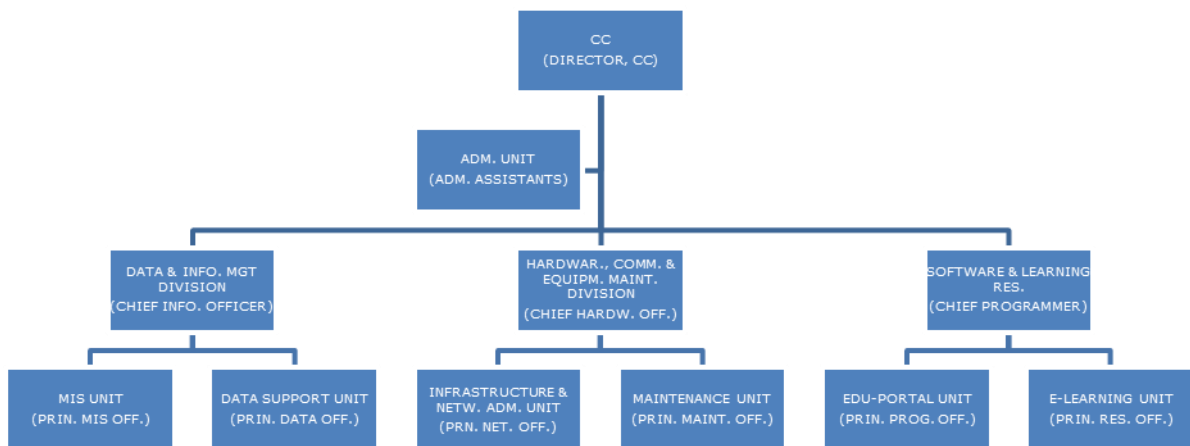 CC
(DIRECTOR, CC)
ADM. UNIT
(ADM. ASSISTANTS)
DATA & INFO. MGT
DIVISION
(CHIEF INFO. OFFICER)
HARDWAR., COMM. &
EQUIPM. MAINT.
DIVISION
(CHIEF HARDW. OFF.)
SOFTWARE & LEARNING
RES.
(CHIEF PROGRAMMER)
MIS UNIT
(PRIN. MIS OFF.)
DATA SUPPORT UNIT
(PRIN. DATA OFF.)
INFRASTRUCTURE &
NETW. ADM. UNIT
(PRN. NET. OFF.)
MAINTENANCE UNIT
(PRIN. MAINT. OFF.)
EDU-PORTAL UNIT
(PRIN. PROG. OFF.)
E-LEARNING UNIT
(PRIN. RES. OFF.)